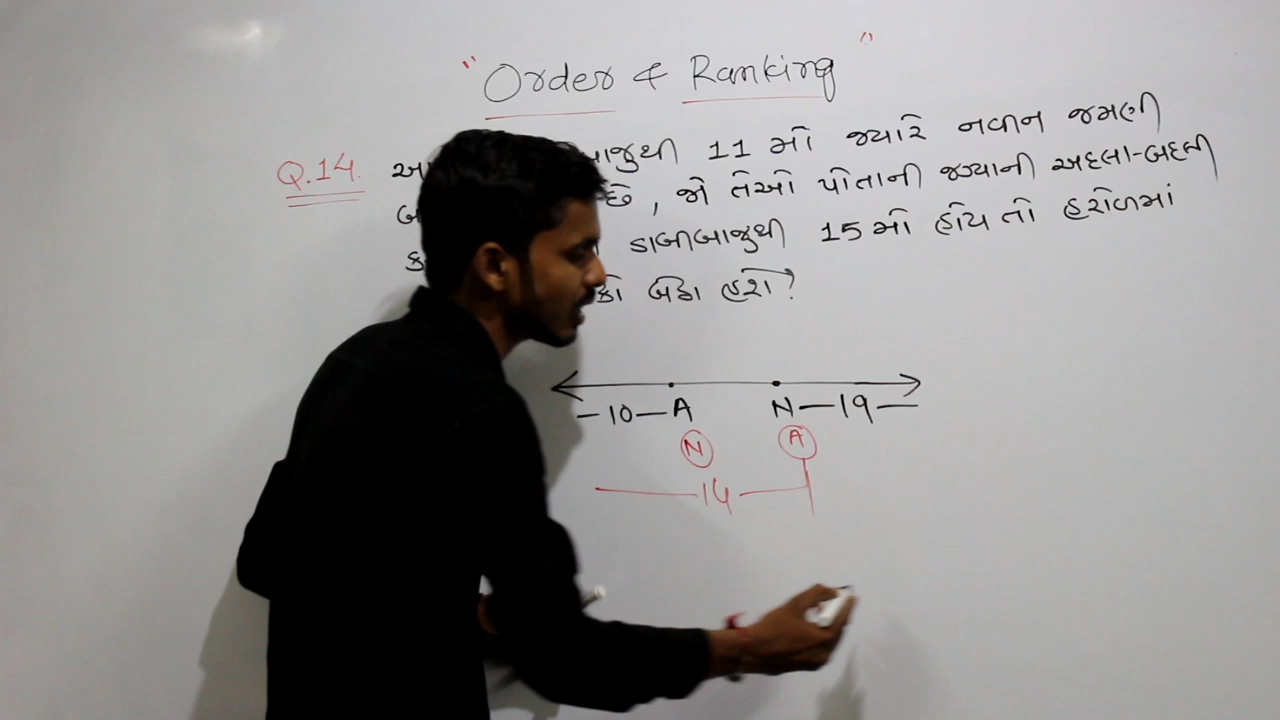 " Order & Ranking "
Q.14. આ બાજુથી 11 મો જ્યારે નવીન જમણી
બ છે , જો તેઓ પોતાની જગ્યાની અદલા-બદલી
ક ડાબીબાજુથી 15 મો હોય તો હરોળમાં
હશે?
-10-A N-19-
N A
14